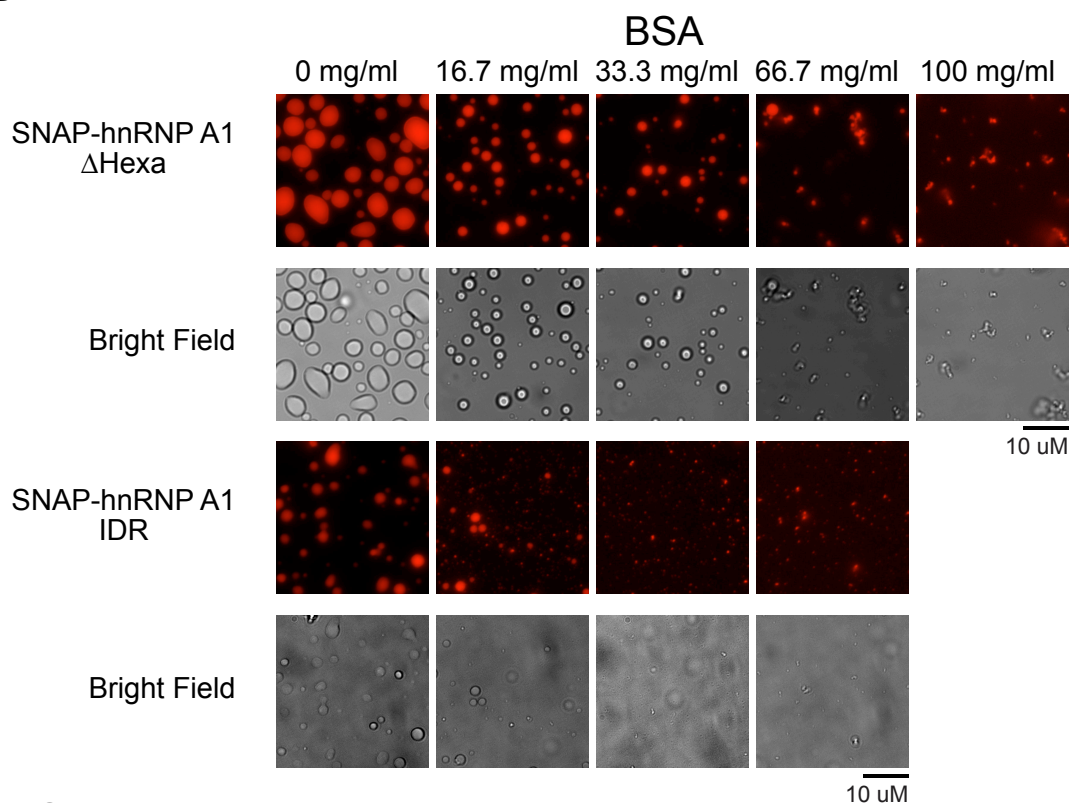 BSA
0 mg/ml 16.7 mg/ml 33.3 mg/ml 66.7 mg/ml 100 mg/ml
SNAP-hnRNP A1
ΔHexa
Bright Field
10 uM
SNAP-hnRNP A1
IDR
Bright Field
10 uM